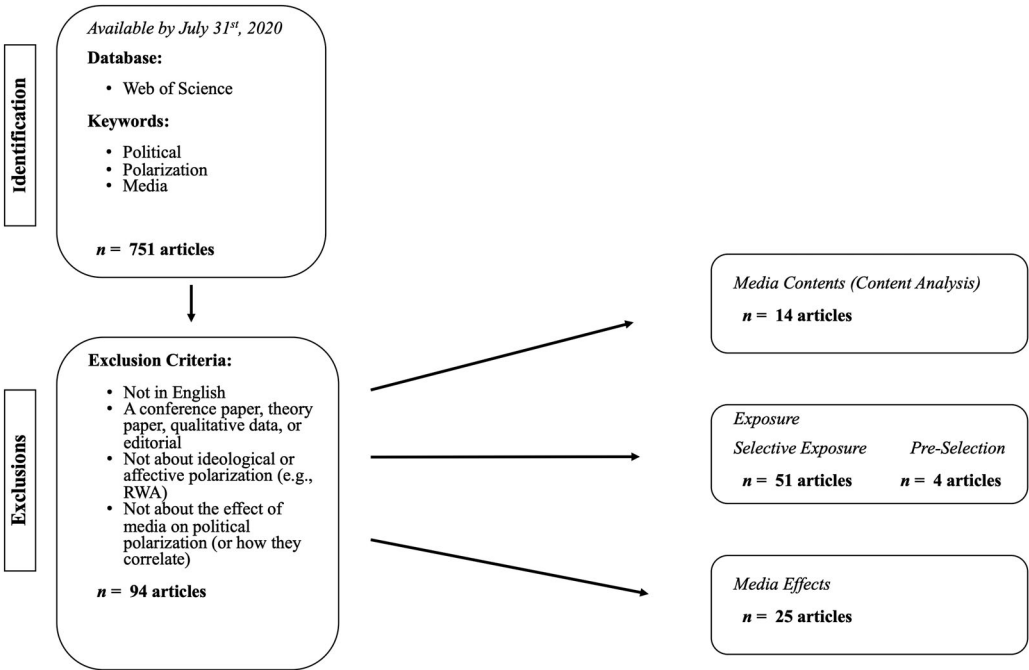 Identification
Available by July 31st, 2020
Database:
• Web of Science
Keywords:
• Political
• Polarization
• Media
n = 751 articles
Exclusions
Exclusion Criteria:
• Not in English
• A conference paper, theory
paper, qualitative data, or
editorial
• Not about ideological or
affective polarization (e.g.,
RWA)
• Not about the effect of
media on political
polarization (or how they
correlate)
n = 94 articles
Media Contents (Content Analysis)
n = 14 articles
Exposure
Selective Exposure Pre-Selection
n = 51 articles n = 4 articles
Media Effects
n = 25 articles